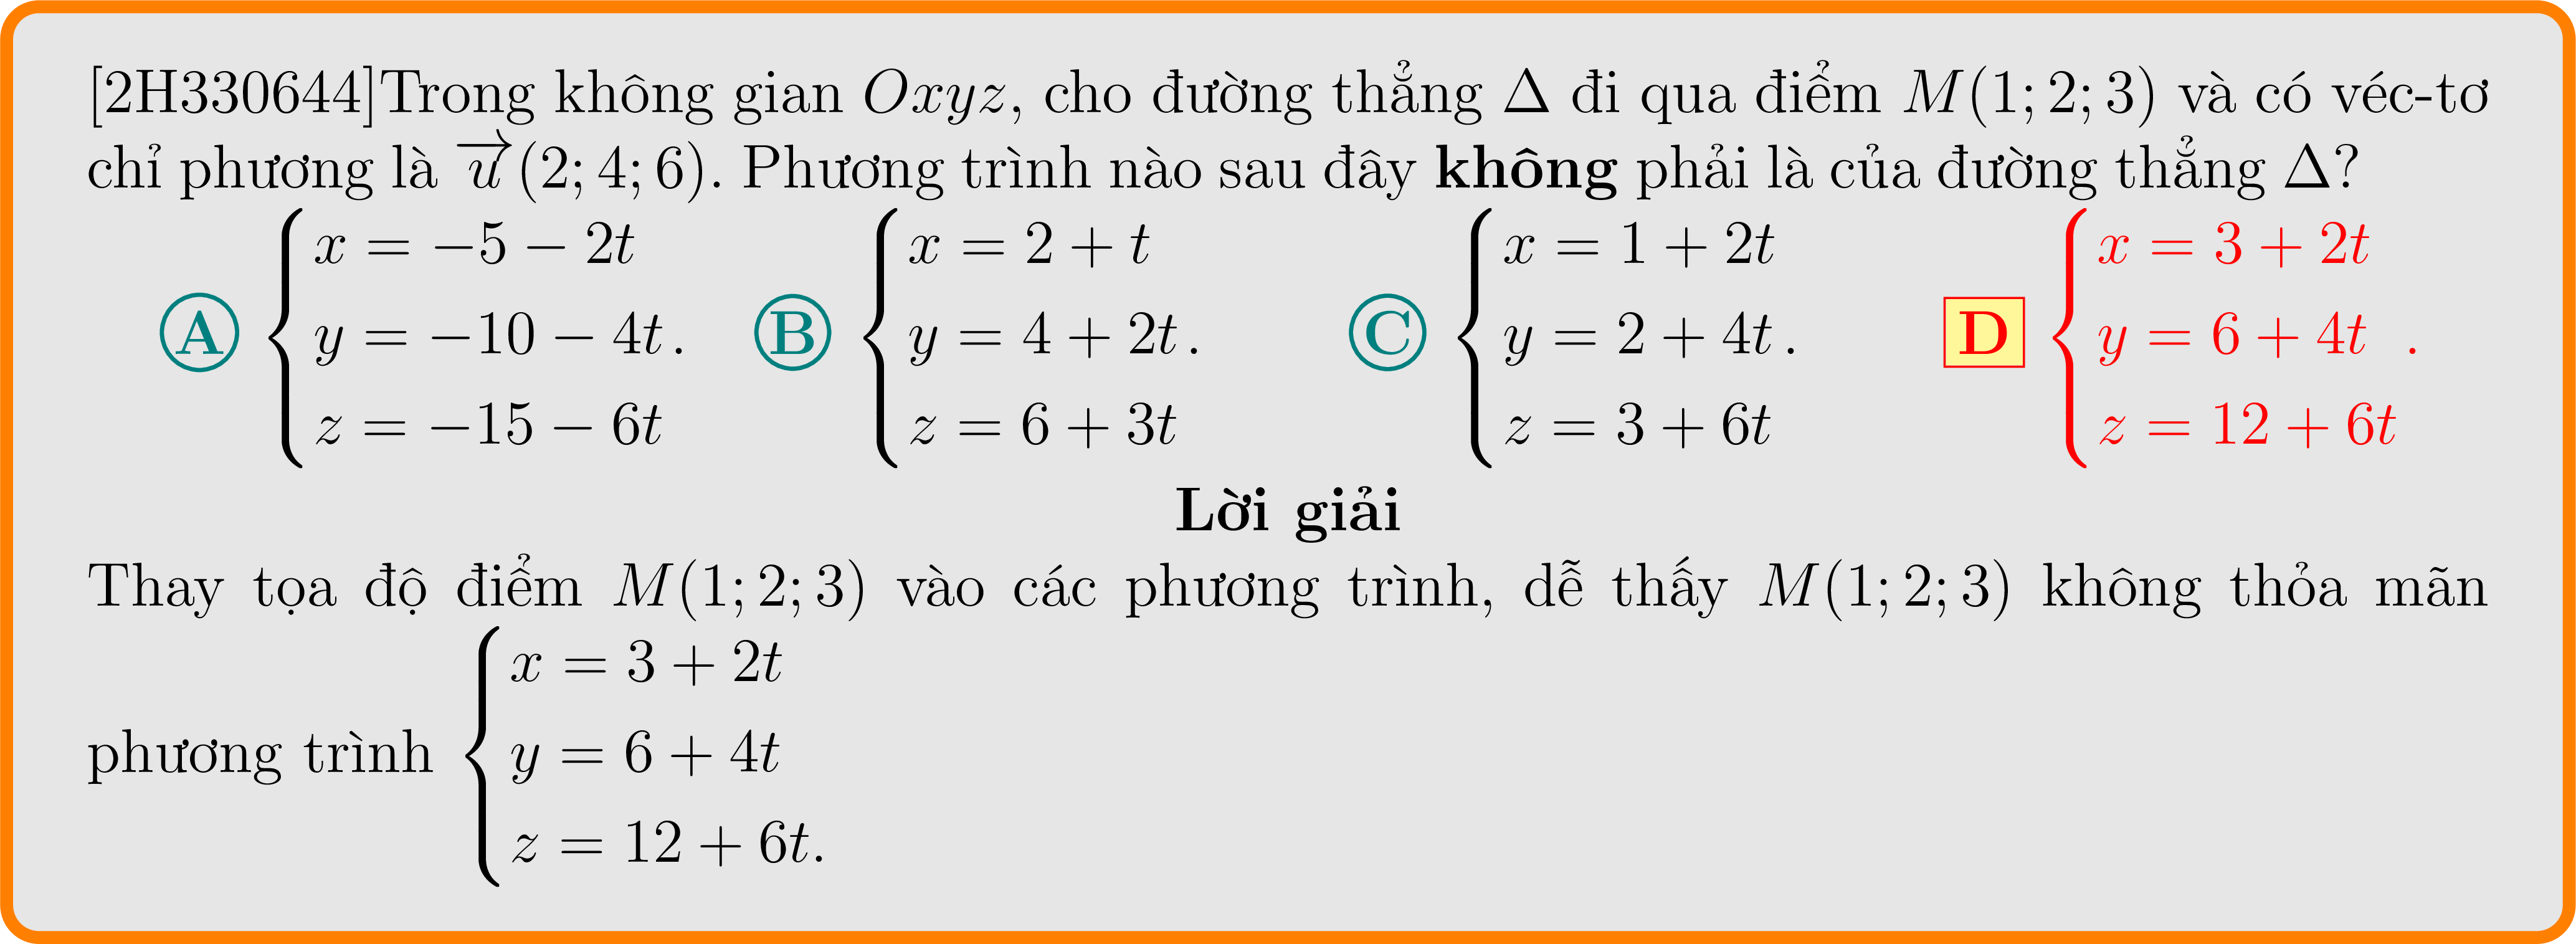 [2H330644]Trong không gian Oxyz, cho đường thẳng Δ đi qua điểm M(1; 2; 3) và có véc-tơ
chỉ phương là $\overrightarrow{u}$(2; 4; 6). Phương trình nào sau đây không phải là của đường thẳng Δ?
A $\begin{cases} x = -5 - 2t \\ y = -10 - 4t \\ z = -15 - 6t \end{cases}$. B $\begin{cases} x = 2 + t \\ y = 4 + 2t \\ z = 6 + 3t \end{cases}$. C $\begin{cases} x = 1 + 2t \\ y = 2 + 4t \\ z = 3 + 6t \end{cases}$. D $\begin{cases} x = 3 + 2t \\ y = 6 + 4t \\ z = 12 + 6t \end{cases}$.
Lời giải
Thay tọa độ điểm M(1; 2; 3) vào các phương trình, dễ thấy M(1; 2; 3) không thỏa mãn
phương trình $\begin{cases} x = 3 + 2t \\ y = 6 + 4t \\ z = 12 + 6t. \end{cases}$